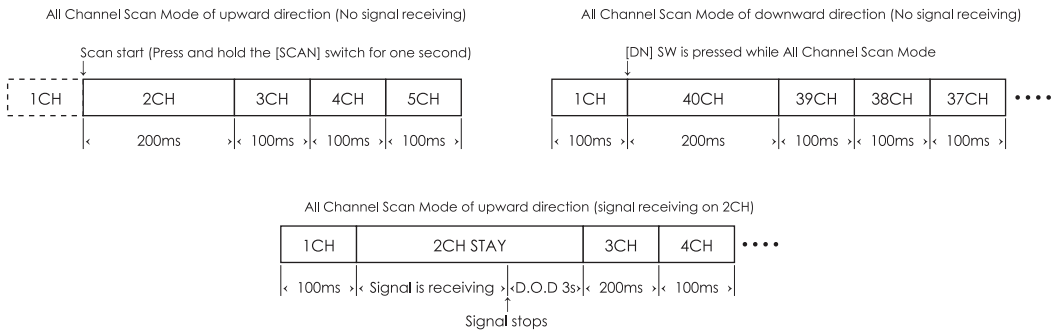 All Channel Scan Mode of upward direction (No signal receiving)
Scan start (Press and hold the [SCAN] switch for one second)
1CH 2CH 3CH 4CH 5CH
200ms 100ms 100ms 100ms
All Channel Scan Mode of downward direction (No signal receiving)
[DN] SW is pressed while All Channel Scan Mode
1CH 40CH 39CH 38CH 37CH ••••
100ms 200ms 100ms 100ms 100ms
All Channel Scan Mode of upward direction (signal receiving on 2CH)
1CH 2CH STAY 3CH 4CH ••••
100ms Signal is receiving D.O.D 3s 200ms 100ms
Signal stops